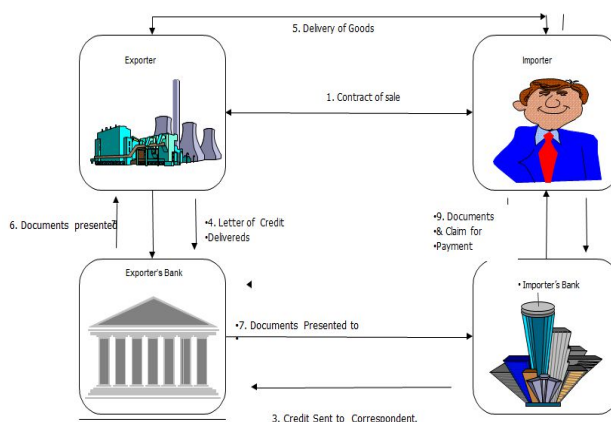 5. Delivery of Goods
Exporter
Importer
1. Contract of sale
6. Documents presented
•4. Letter of Credit
•Delivereds
•9. Documents
•& Claim for
•Payment
Exporter's Bank
• Importer's Bank
•7. Documents Presented to
•
3. Credit Sent to Correspondent.